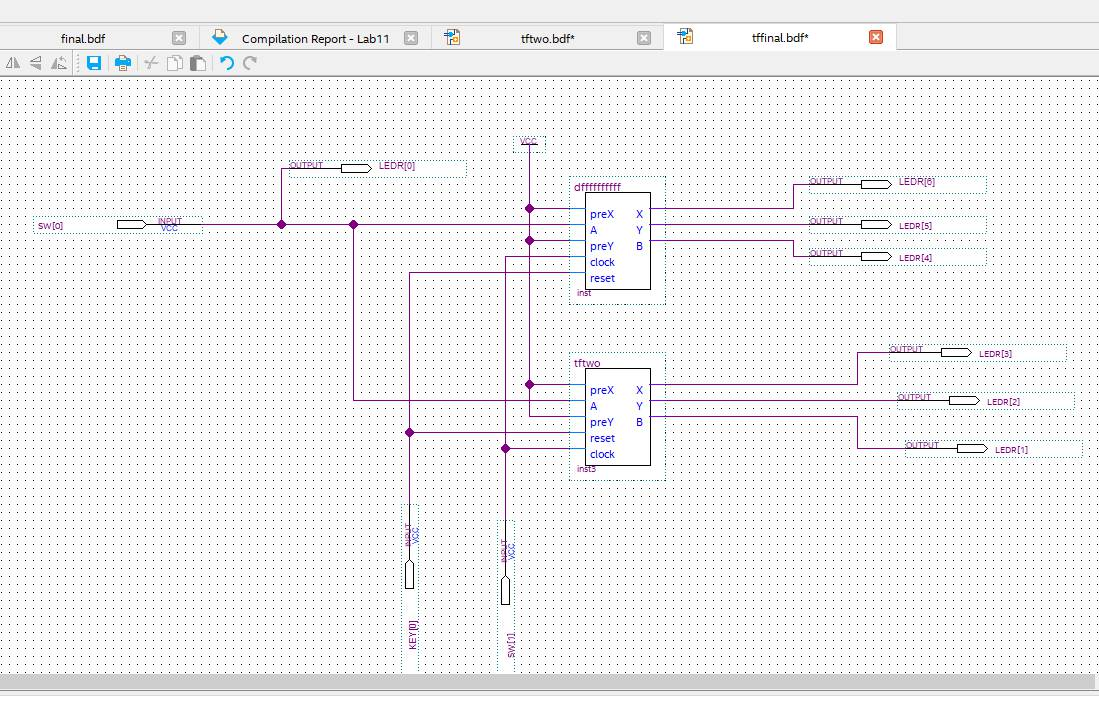 final.bdf
Compilation Report - Lab11
tftwo.bdf*
tffinal.bdf*
VCC
OUTPUT
LEDR[0]
SW[0]
INPUT
VCC
dffffffffff
preX X
A Y
preY B
clock
reset
inst
OUTPUT
LEDR[6]
OUTPUT
LEDR[5]
OUTPUT
LEDR[4]
tftwo
preX X
A Y
preY B
reset
clock
inst3
OUTPUT
LEDR[3]
OUTPUT
LEDR[2]
OUTPUT
LEDR[1]
INPUT
VCC
KEY[0]
INPUT
VCC
SW[1]